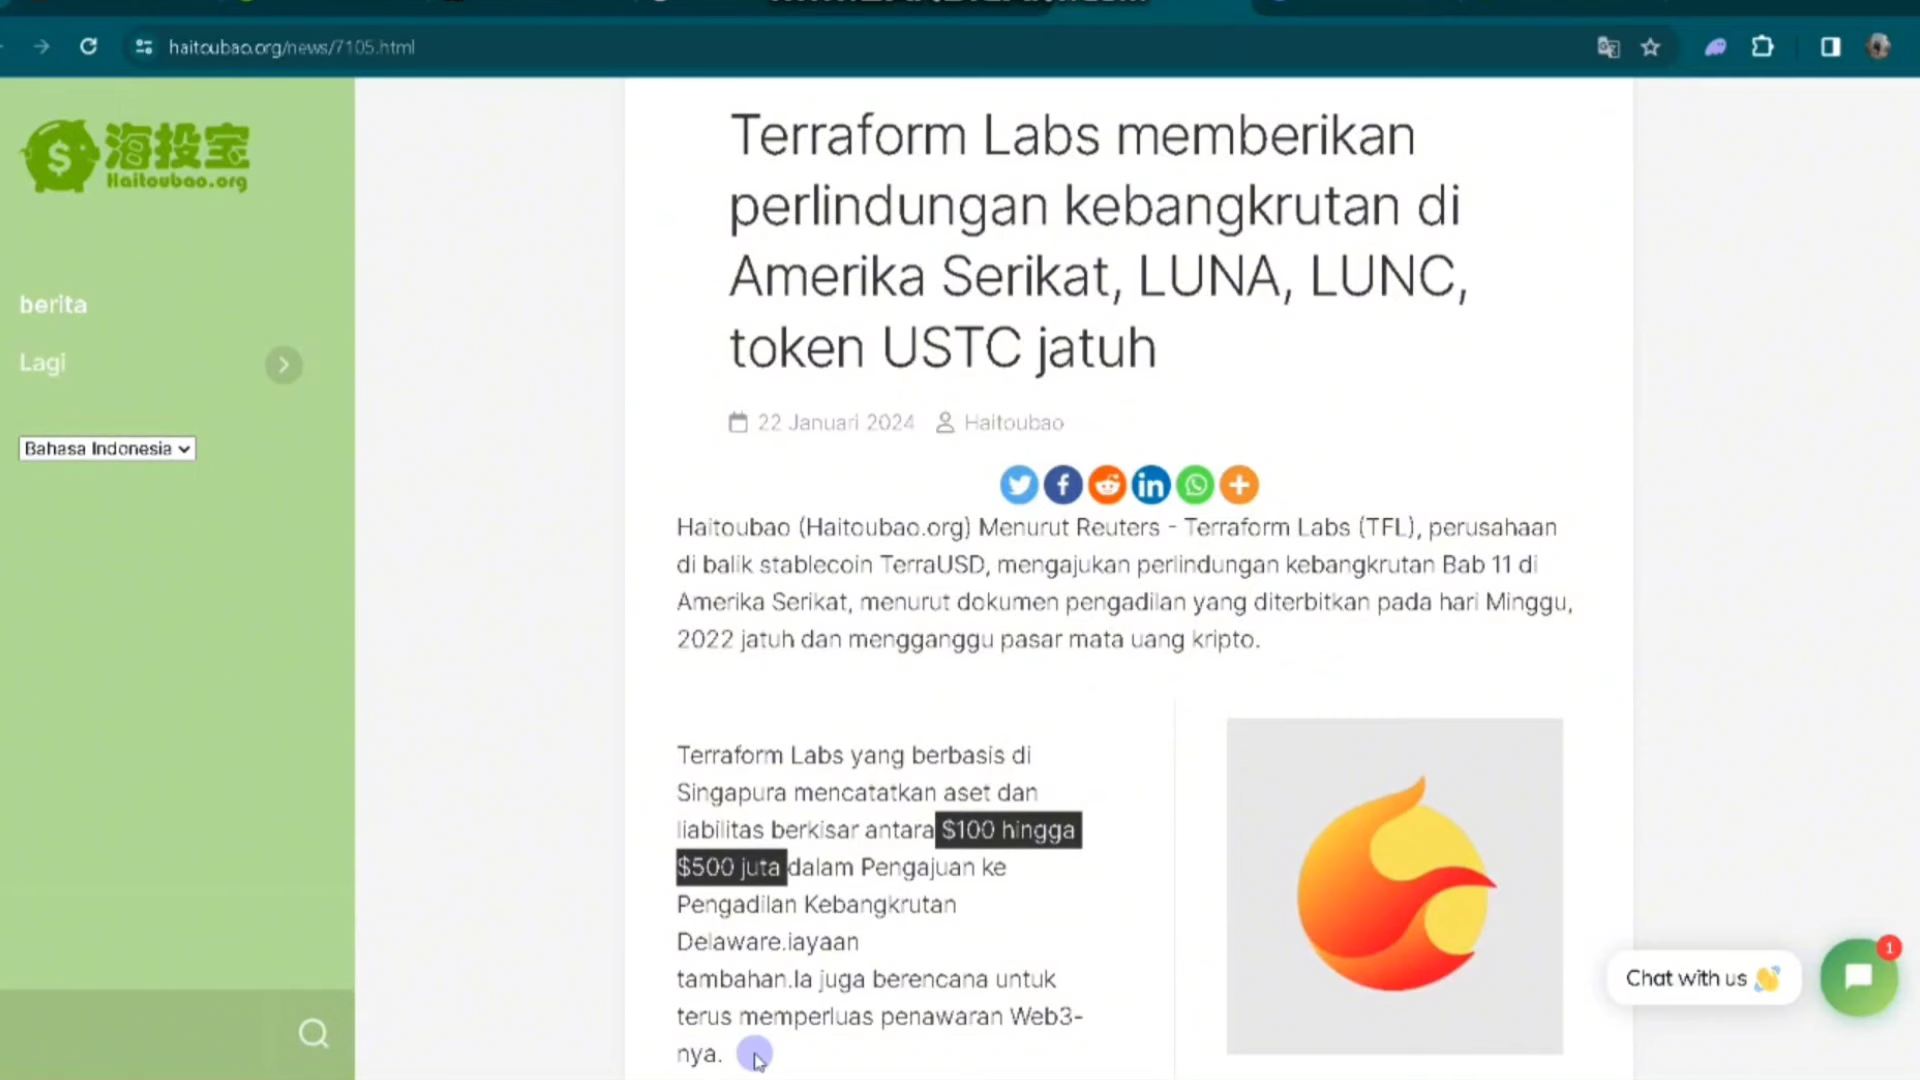 haitoubao.org/news/7105.html
海投宝
Haitoubao.org
berita
Lagi
Bahasa Indonesia
Terraform Labs memberikan
perlindungan kebangkrutan di
Amerika Serikat, LUNA, LUNC,
token USTC jatuh
22 Januari 2024 Haitoubao
Haitoubao (Haitoubao.org) Menurut Reuters - Terraform Labs (TFL), perusahaan
di balik stablecoin TerraUSD, mengajukan perlindungan kebangkrutan Bab 11 di
Amerika Serikat, menurut dokumen pengadilan yang diterbitkan pada hari Minggu,
2022 jatuh dan mengganggu pasar mata uang kripto.
Terraform Labs yang berbasis di
Singapura mencatatkan aset dan
liabilitas berkisar antara $100 hingga
$500 juta dalam Pengajuan ke
Pengadilan Kebangkrutan
Delaware.iayaan
tambahan.Ia juga berencana untuk
terus memperluas penawaran Web3-
nya.
Chat with us 👋
1